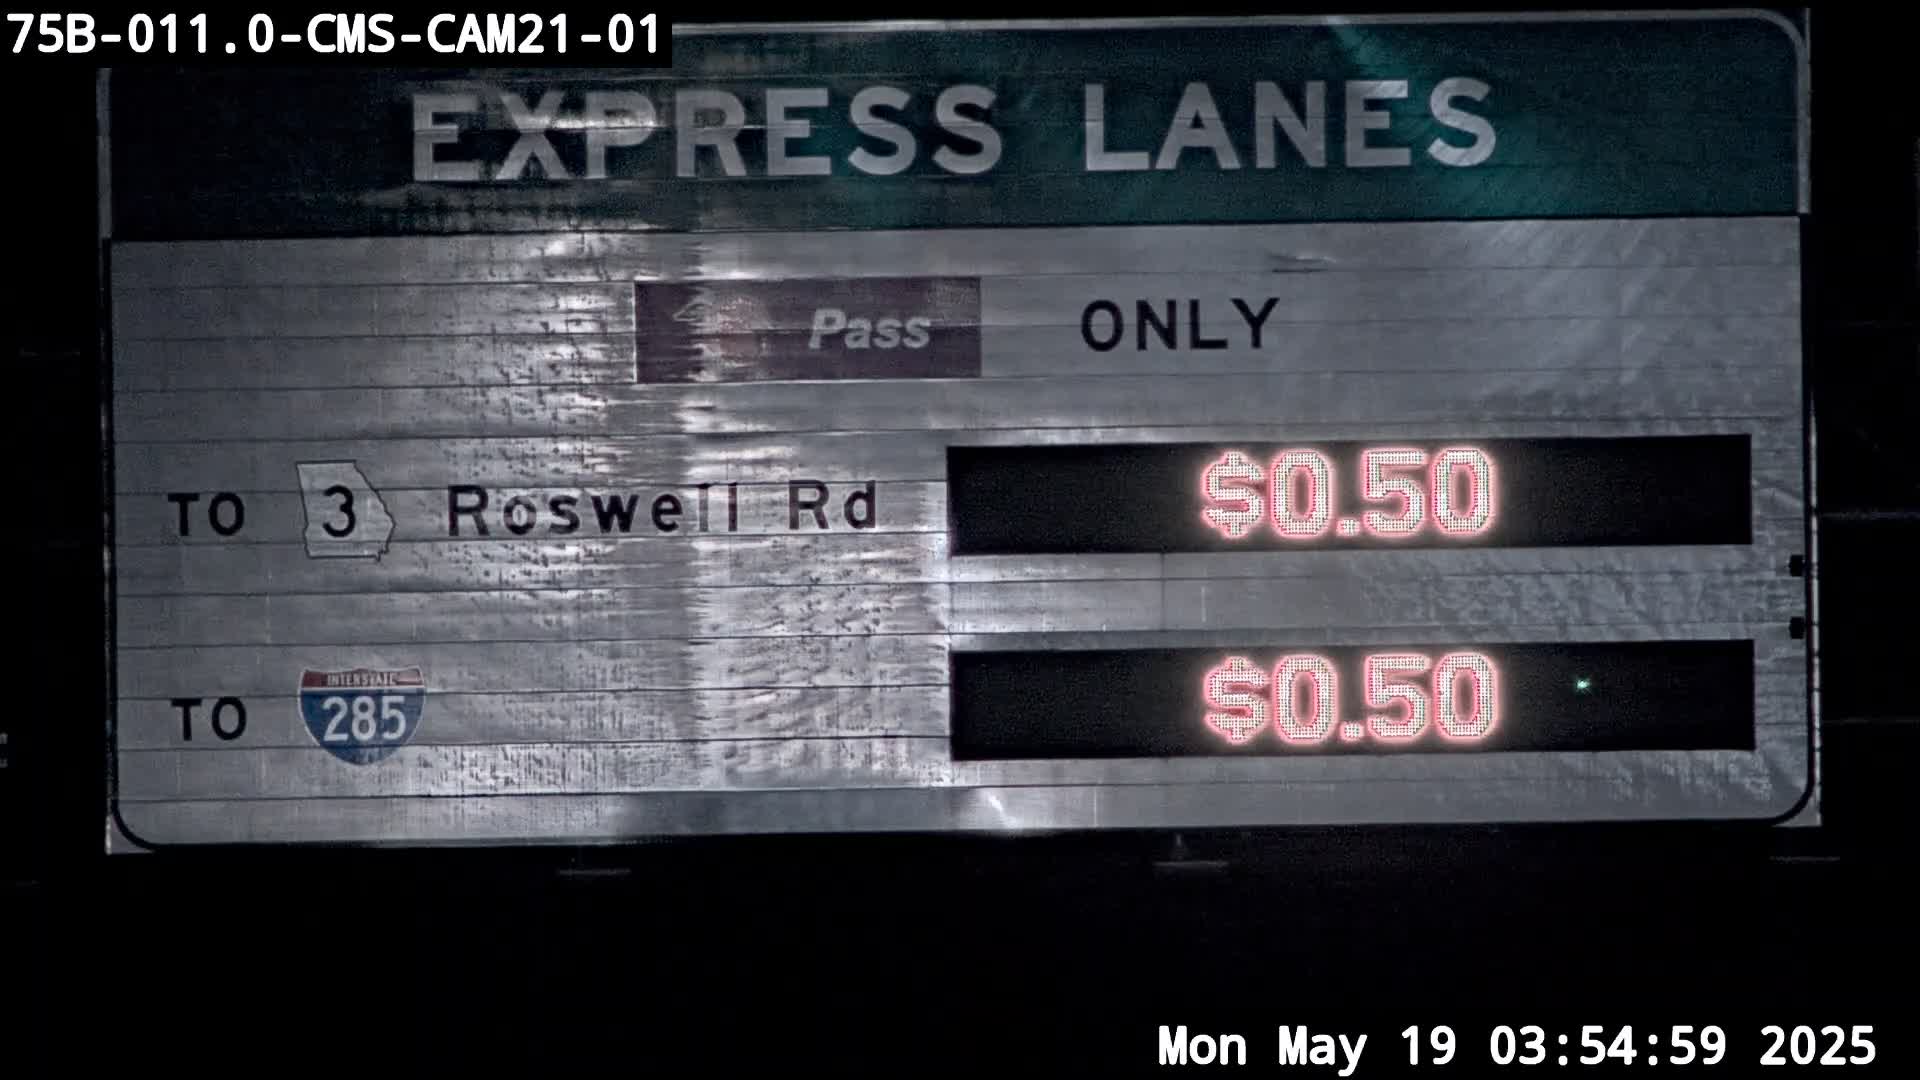 75B-011.0-CMS-CAM21-01
EXPRESS LANES
Pass ONLY
TO 3 Roswell Rd $0.50
INTERSTATE
TO 285 $0.50
Mon May 19 03:54:59 2025